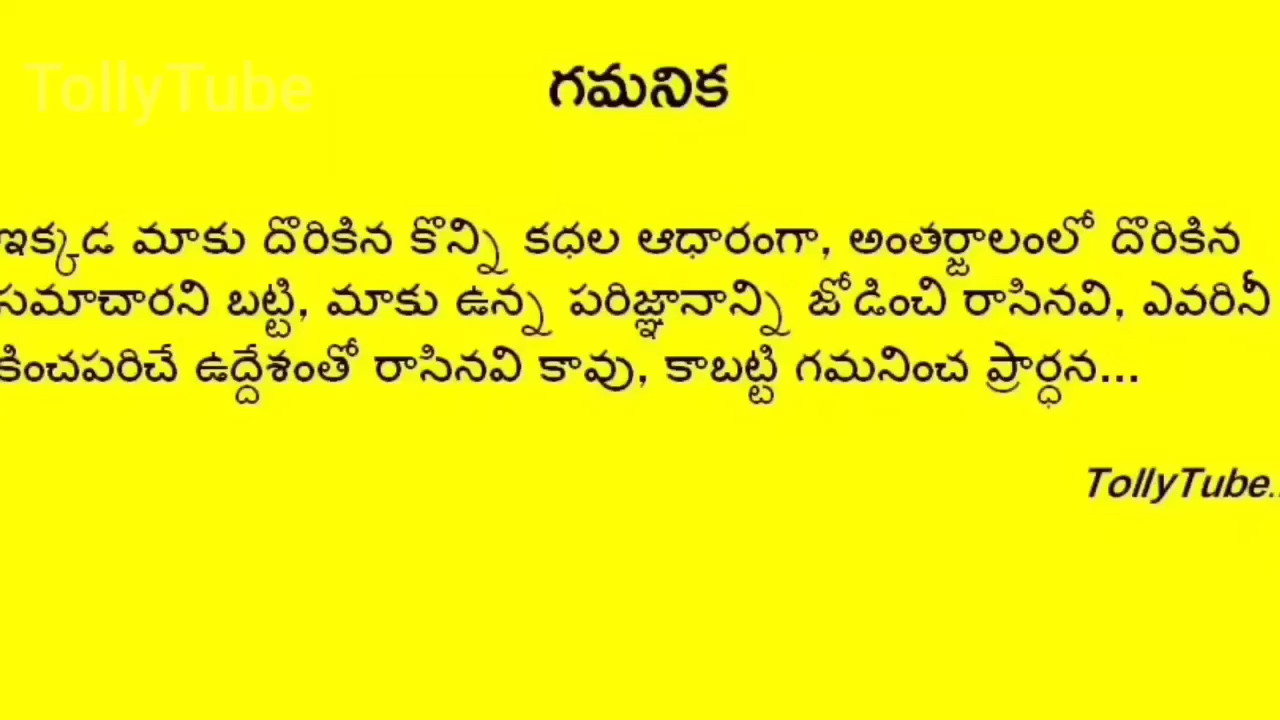 TollyTube
గమనిక
ఇక్కడ మాకు దొరికిన కొన్ని కధల ఆధారంగా, అంతర్జాలంలో దొరికిన
సమాచారని బట్టి, మాకు ఉన్న పరిజ్ఞానాన్ని జోడించి రాసినవి, ఎవరినీ
కించపరిచే ఉద్దేశంతో రాసినవి కావు, కాబట్టి గమనించ ప్రార్ధన...
TollyTube..